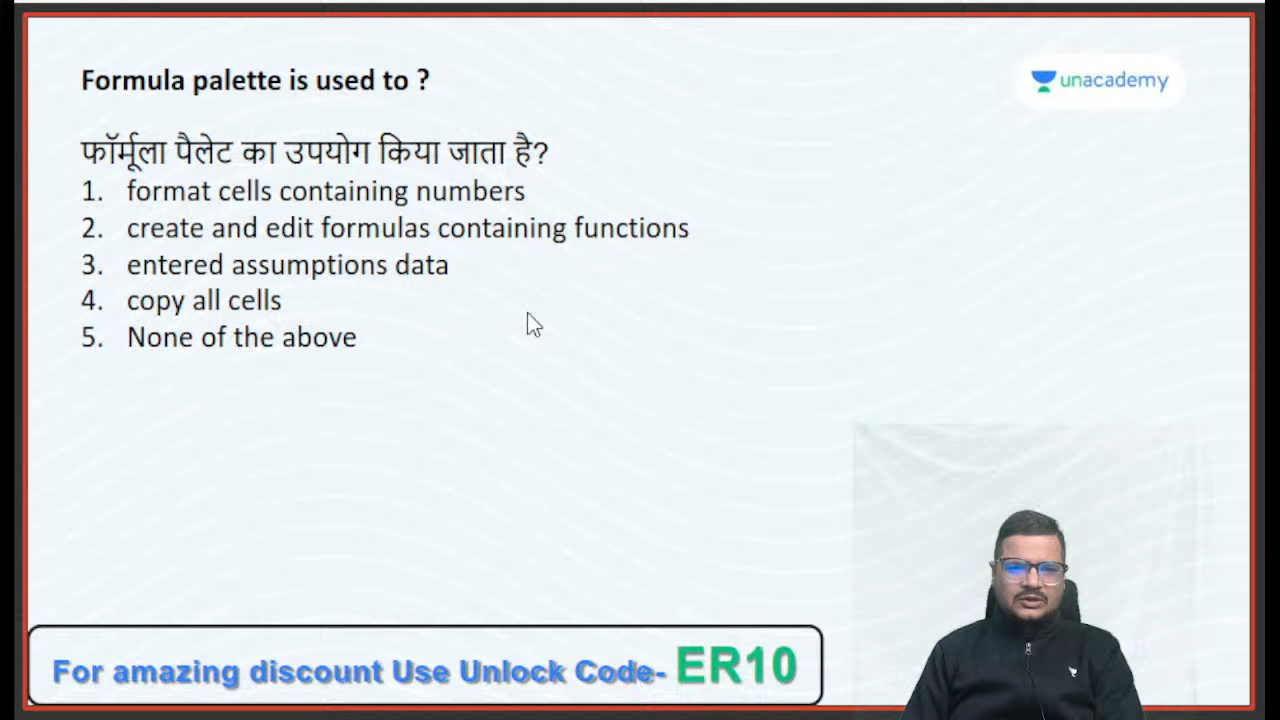 Formula palette is used to ?
unacademy
फॉर्मूला पैलेट का उपयोग किया जाता है?
1. format cells containing numbers
2. create and edit formulas containing functions
3. entered assumptions data
4. copy all cells
5. None of the above
For amazing discount Use Unlock Code- ER10